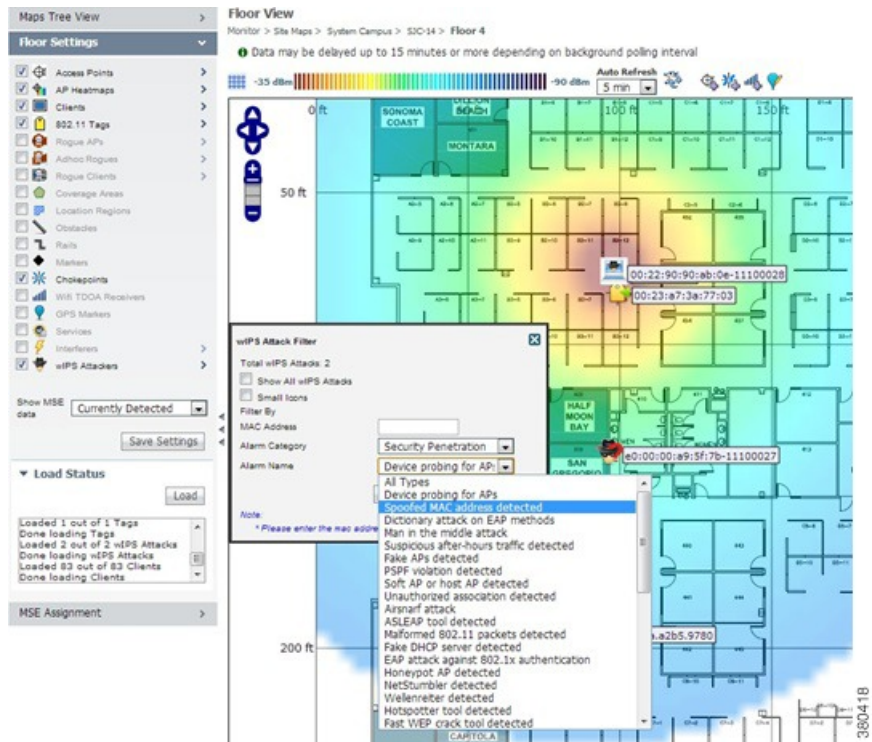 Maps Tree View
Floor Settings
Access Points
AP Heatmaps
Clients
802.11 Tags
Rogue APs
Adhoc Rogues
Rogue Clients
Coverage Areas
Location Regions
Obstacles
Rails
Markers
Chokepoints
Wifi TDOA Receivers
GPS Markers
Services
Interferers
wIPS Attackers
Show MSE data
Currently Detected
Save Settings
Load Status
Load
Loaded 1 out of 1 Tags
Done loading Tags
Loaded 2 out of 2 wIPS Attacks
Done loading wIPS Attacks
Loaded 83 out of 83 Clients
Done loading Clients
MSE Assignment
Floor View
Monitor > Site Maps > System Campus > SJC-14 > Floor 4
Data may be delayed up to 15 minutes or more depending on background polling interval
-35 dBm
-90 dBm
Auto Refresh
5 min
0 ft
100 ft
150 ft
50 ft
200 ft
SONOMA COAST
BEACH
MONTARA
00:22:90:90:ab:0e-11100028
00:23:a7:3a:77:03
HALF MOON BAY
SAN GREGORIO
e0:00:00:a9:5f:7b-11100027
a.a2b5.9780
CAPITOLA
wIPS Attack Filter
Total wIPS Attacks: 2
Show All wIPS Attacks
Small Icons
Filter By
MAC Address
Alarm Category
Security Penetration
Alarm Name
Device probing for AP
Note:
* Please enter the mac addre
All Types
Device probing for APs
Spoofed MAC address detected
Dictionary attack on EAP methods
Man in the middle attack
Suspicious after-hours traffic detected
Fake APs detected
PSPF violation detected
Soft AP or host AP detected
Unauthorized association detected
Airsnarf attack
ASLEAP tool detected
Malformed 802.11 packets detected
Fake DHCP server detected
EAP attack against 802.1x authentication
Honeypot AP detected
NetStumbler detected
Wellenreiter detected
Hotspotter tool detected
Fast WEP crack tool detected
380418